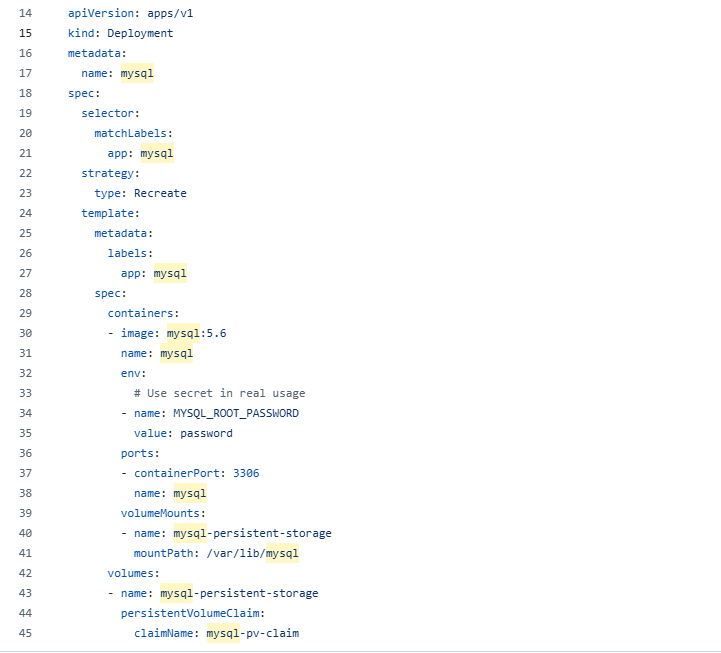 14 apiVersion: apps/v1
15 kind: Deployment
16 metadata:
17   name: mysql
18 spec:
19   selector:
20     matchLabels:
21       app: mysql
22   strategy:
23     type: Recreate
24   template:
25     metadata:
26       labels:
27         app: mysql
28     spec:
29       containers:
30       - image: mysql:5.6
31         name: mysql
32         env:
33           # Use secret in real usage
34         - name: MYSQL_ROOT_PASSWORD
35           value: password
36         ports:
37         - containerPort: 3306
38           name: mysql
39         volumeMounts:
40         - name: mysql-persistent-storage
41           mountPath: /var/lib/mysql
42       volumes:
43       - name: mysql-persistent-storage
44         persistentVolumeClaim:
45           claimName: mysql-pv-claim